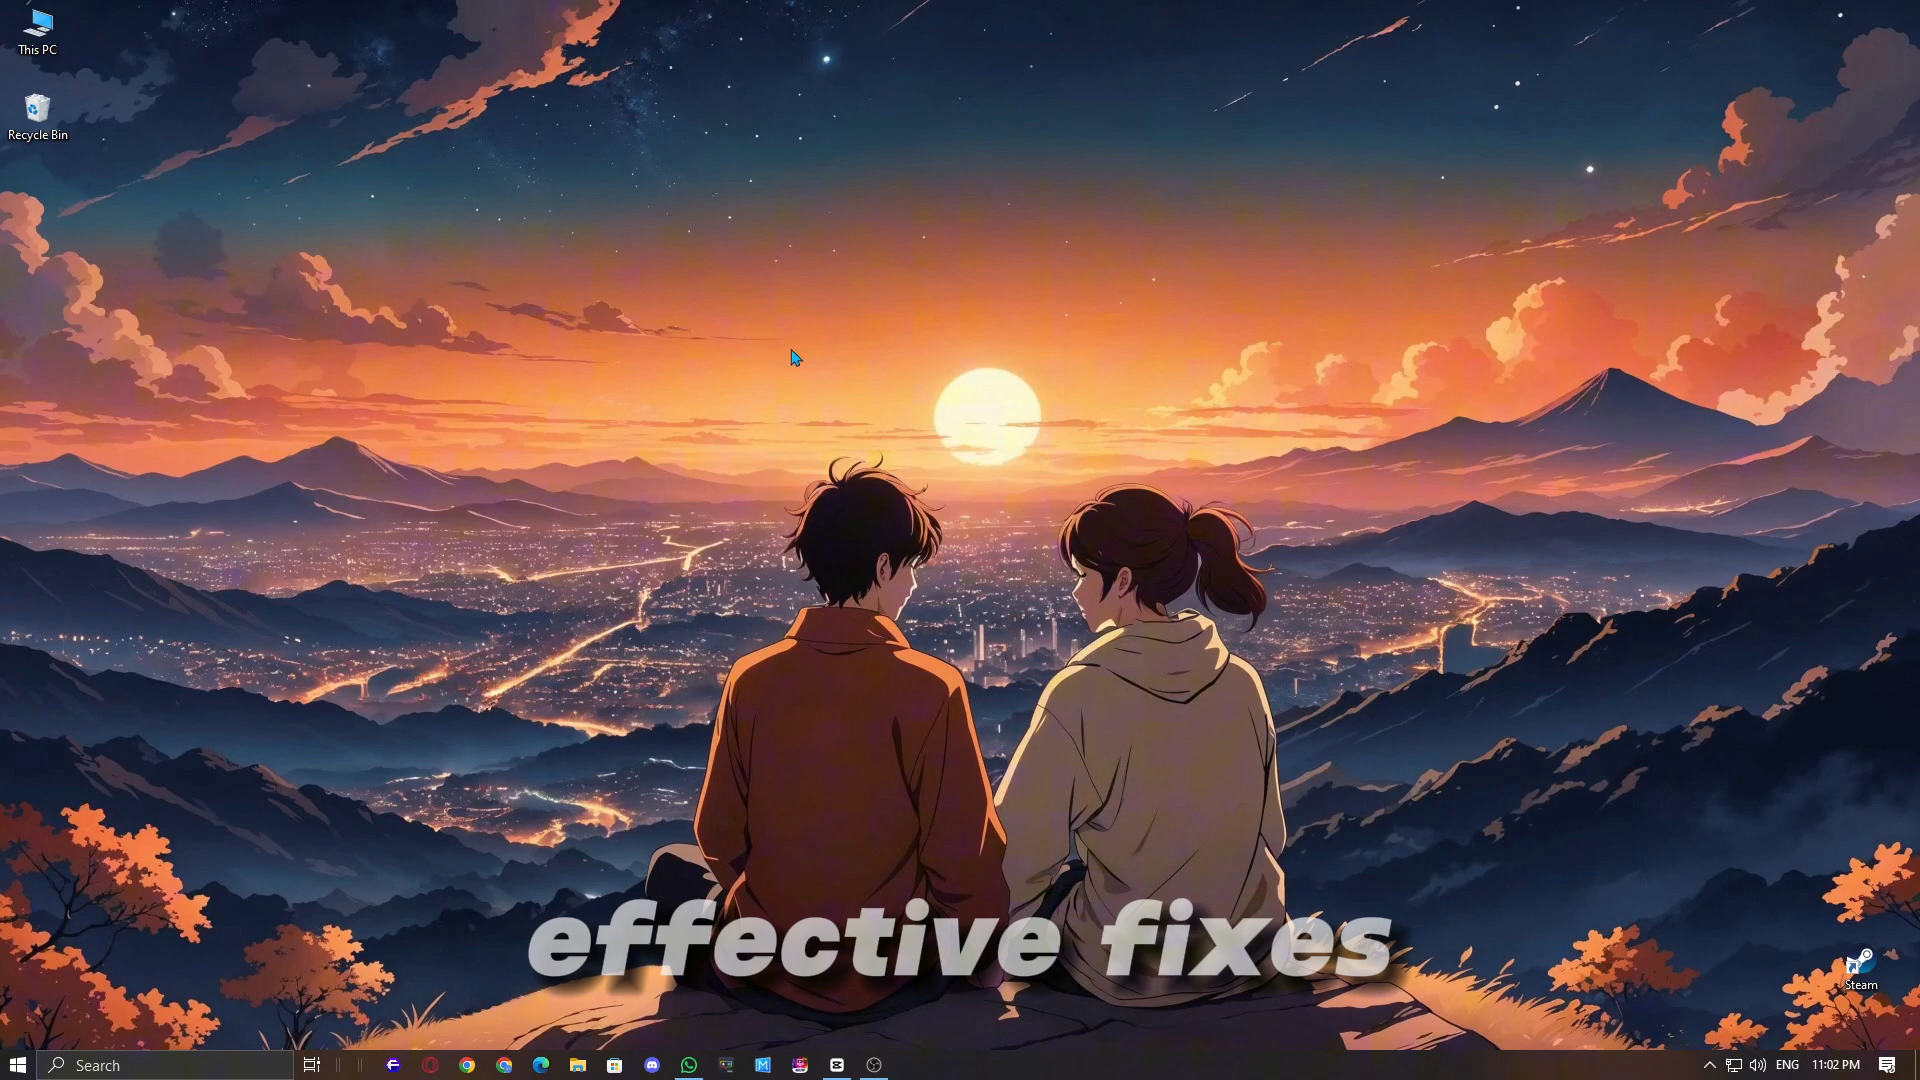 This PC
Recycle Bin
effective fixes
Steam
Search
ENG
11:02 PM